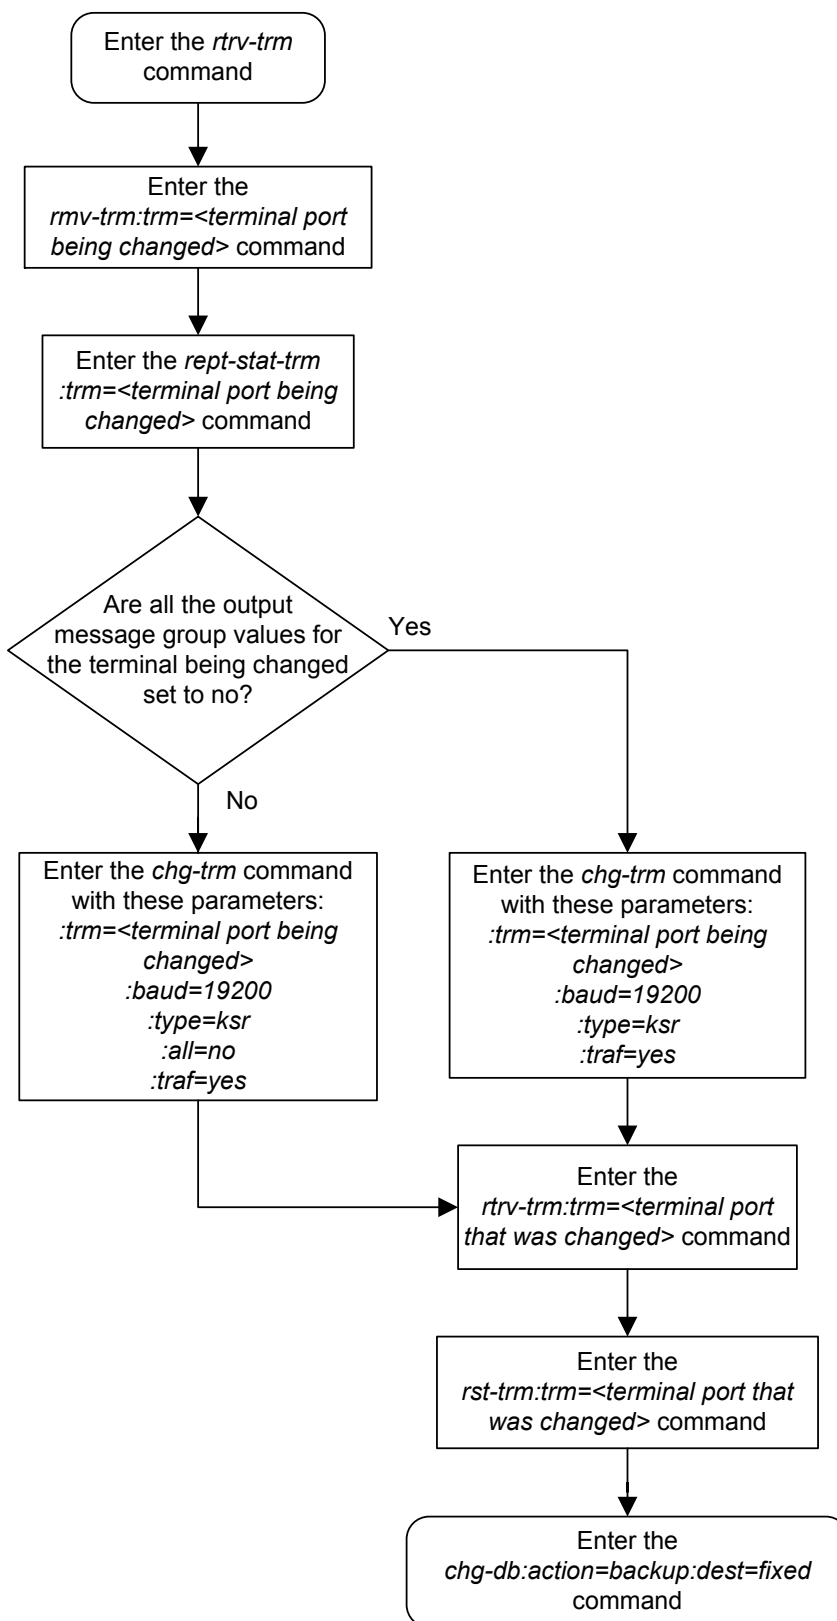 Enter the rtrv-trm
command
Enter the
rmv-trm:trm=<terminal port
being changed> command
Enter the rept-stat-trm
:trm=<terminal port being
changed> command
Are all the output
message group values for
the terminal being changed
set to no?
Yes
No
Enter the chg-trm command
with these parameters:
:trm=<terminal port being
changed>
:baud=19200
:type=ksr
:all=no
:traf=yes
Enter the chg-trm command
with these parameters:
:trm=<terminal port being
changed>
:baud=19200
:type=ksr
:traf=yes
Enter the
rtrv-trm:trm=<terminal port
that was changed> command
Enter the
rst-trm:trm=<terminal port that
was changed> command
Enter the
chg-db:action=backup:dest=fixed
command